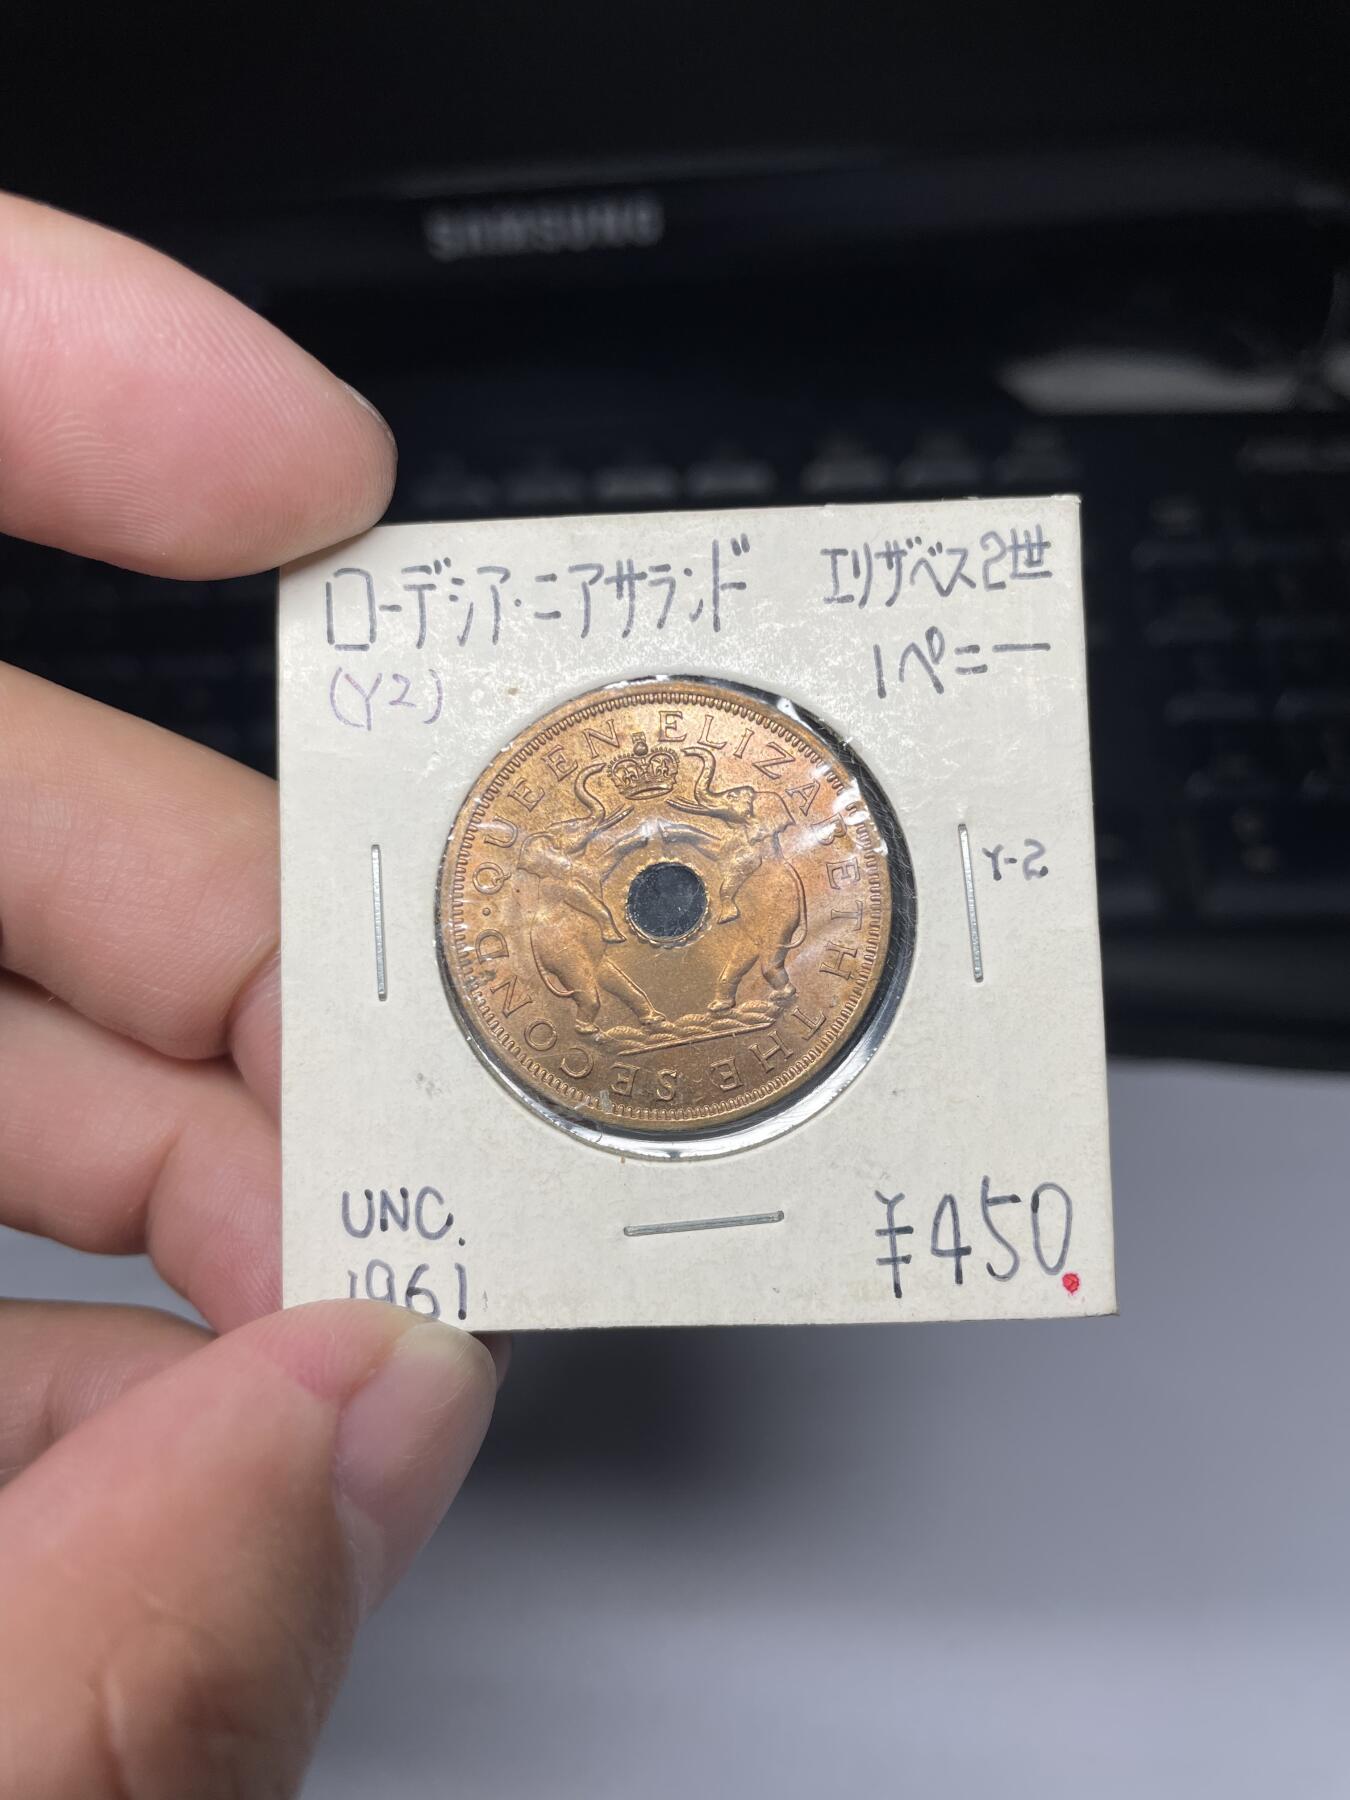 SAMSUNG
ローデシア・ニアサランド
エリザベス2世
(Y2)
1ペニー
QUEEN ELIZABETH THE SECOND
Y-2
UNC.
1961
¥450.